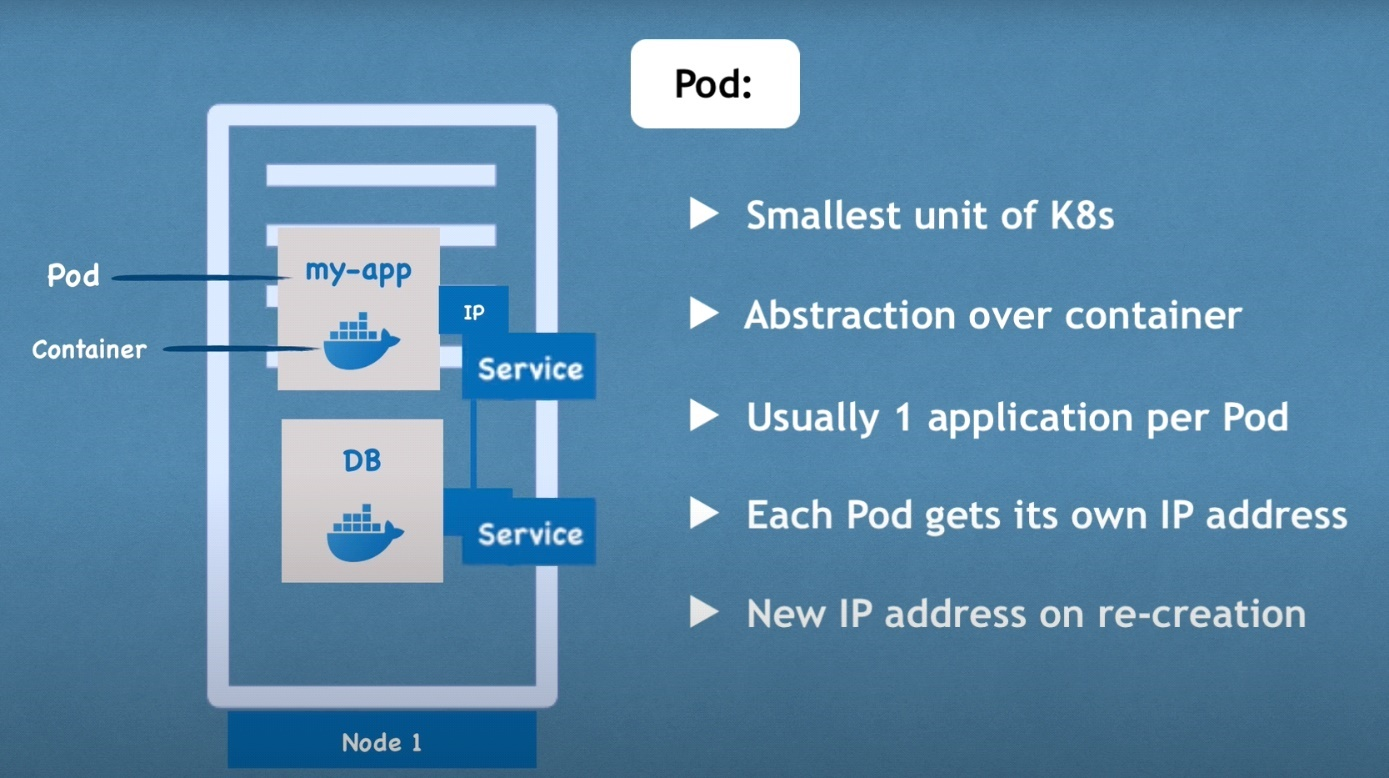 Pod:
Pod
Container
my-app
IP
Service
DB
Service
Node 1
Smallest unit of K8s
Abstraction over container
Usually 1 application per Pod
Each Pod gets its own IP address
New IP address on re-creation